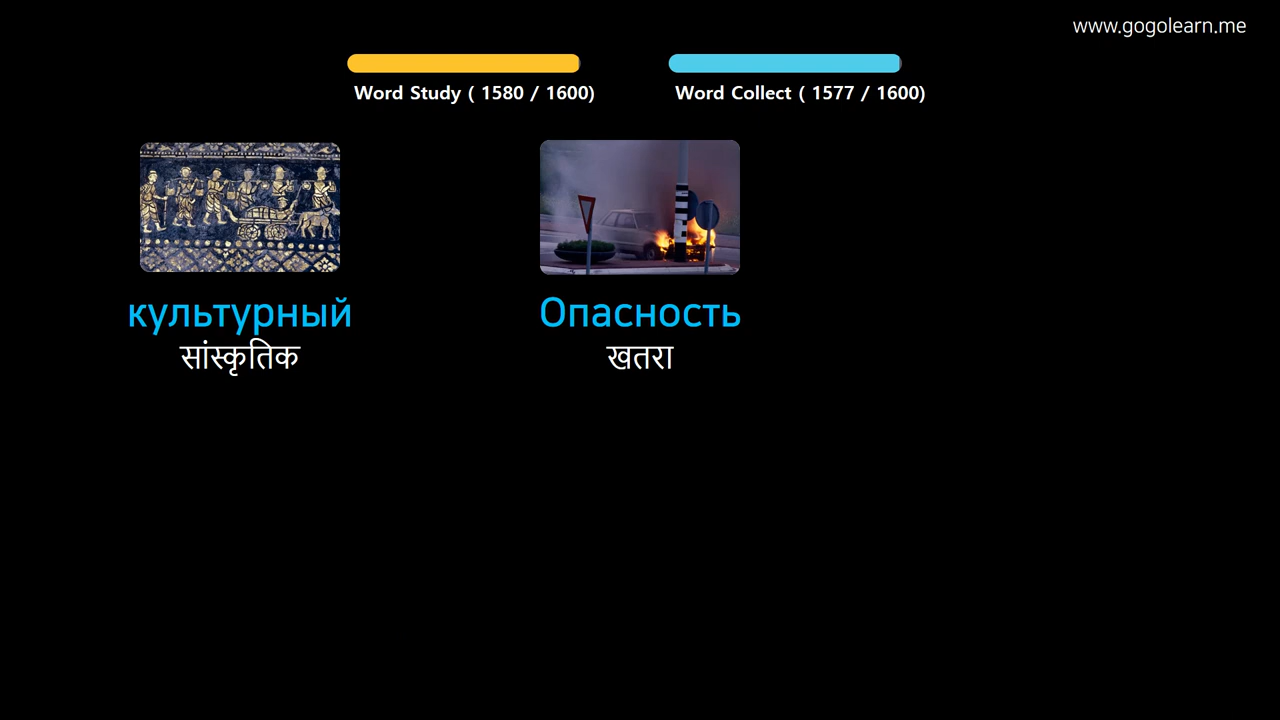 www.gogolearn.me
Word Study ( 1580 / 1600)
Word Collect ( 1577 / 1600)
культурный
सांस्कृतिक
Опасность
खतरा